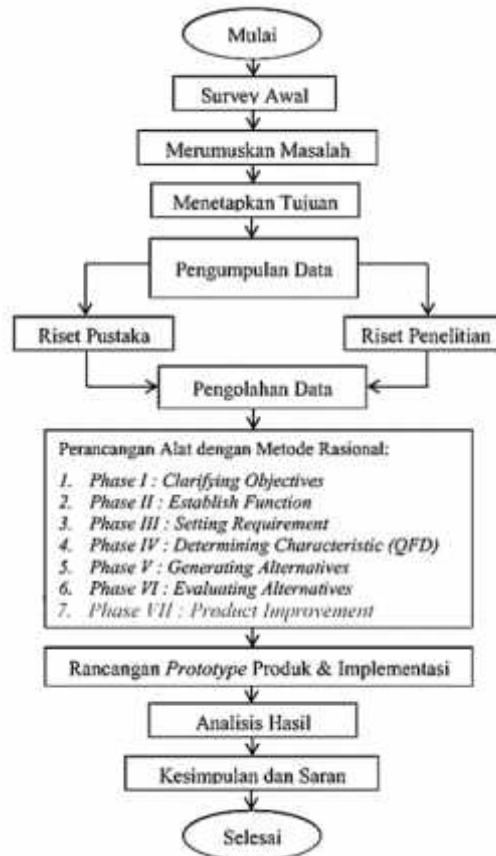 Mulai
Survey Awal
Merumuskan Masalah
Menetapkan Tujuan
Pengumpulan Data
Riset Pustaka
Riset Penelitian
Pengolahan Data
Perancangan Alat dengan Metode Rasional:
1. Phase I : Clarifying Objectives
2. Phase II : Establish Function
3. Phase III : Setting Requirement
4. Phase IV : Determining Characteristic (QFD)
5. Phase V : Generating Alternatives
6. Phase VI : Evaluating Alternatives
7. Phase VII : Product Improvement
Rancangan Prototype Produk & Implementasi
Analisis Hasil
Kesimpulan dan Saran
Selesai